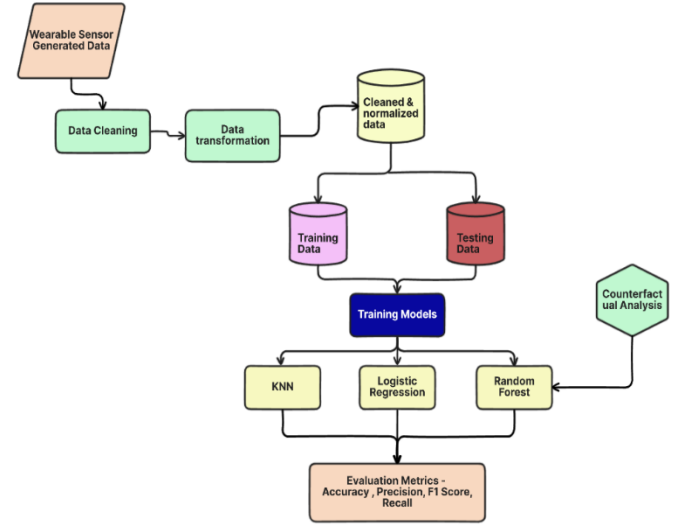 Wearable Sensor
Generated Data
Data Cleaning
Data
transformation
Cleaned &
normalized
data
Training
Data
Testing
Data
Training Models
Counterfact
ual Analysis
KNN
Logistic
Regression
Random
Forest
Evaluation Metrics -
Accuracy , Precision, F1 Score,
Recall